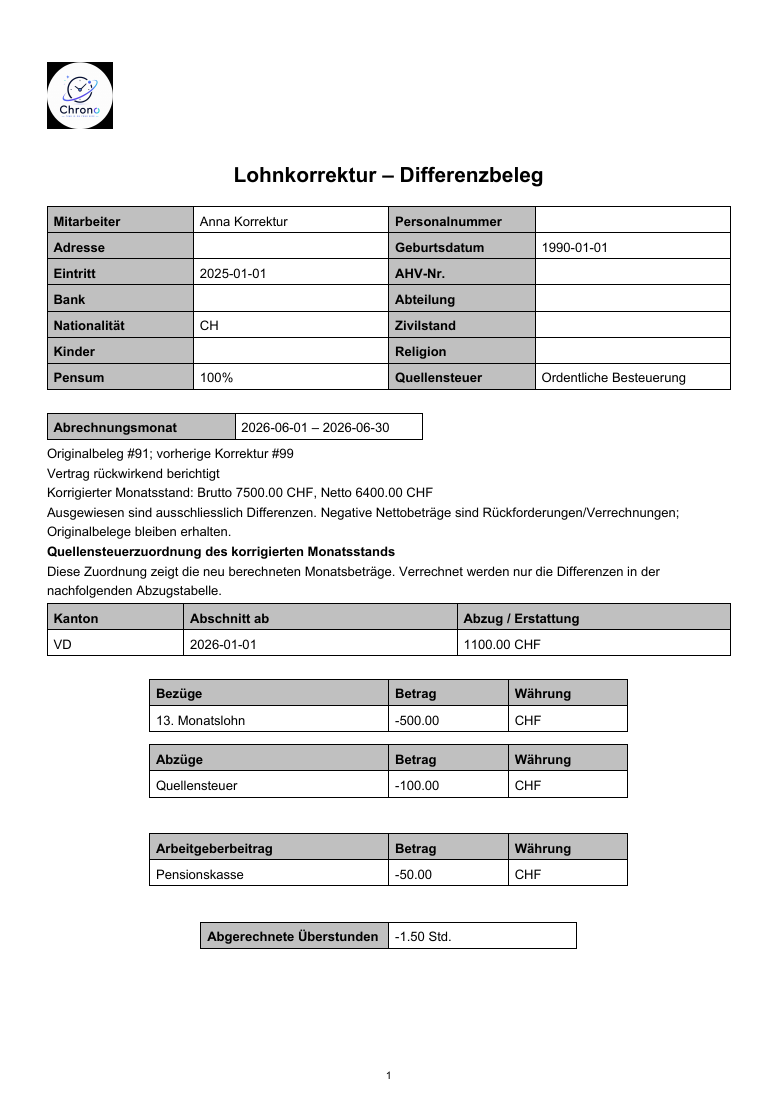 Chrono
Lohnkorrektur – Differenzbeleg
Mitarbeiter Anna Korrektur Personalnummer
Adresse Geburtsdatum 1990-01-01
Eintritt 2025-01-01 AHV-Nr.
Bank Abteilung
Nationalität CH Zivilstand
Kinder Religion
Pensum 100% Quellensteuer Ordentliche Besteuerung
Abrechnungsmonat 2026-06-01 – 2026-06-30
Originalbeleg #91; vorherige Korrektur #99
Vertrag rückwirkend berichtigt
Korrigierter Monatsstand: Brutto 7500.00 CHF, Netto 6400.00 CHF
Ausgewiesen sind ausschliesslich Differenzen. Negative Nettobeträge sind Rückforderungen/Verrechnungen;
Originalbelege bleiben erhalten.
Quellensteuerzuordnung des korrigierten Monatsstands
Diese Zuordnung zeigt die neu berechneten Monatsbeträge. Verrechnet werden nur die Differenzen in der
nachfolgenden Abzugstabelle.
Kanton Abschnitt ab Abzug / Erstattung
VD 2026-01-01 1100.00 CHF
Bezüge Betrag Währung
13. Monatslohn -500.00 CHF
Abzüge Betrag Währung
Quellensteuer -100.00 CHF
Arbeitgeberbeitrag Betrag Währung
Pensionskasse -50.00 CHF
Abgerechnete Überstunden -1.50 Std.
1